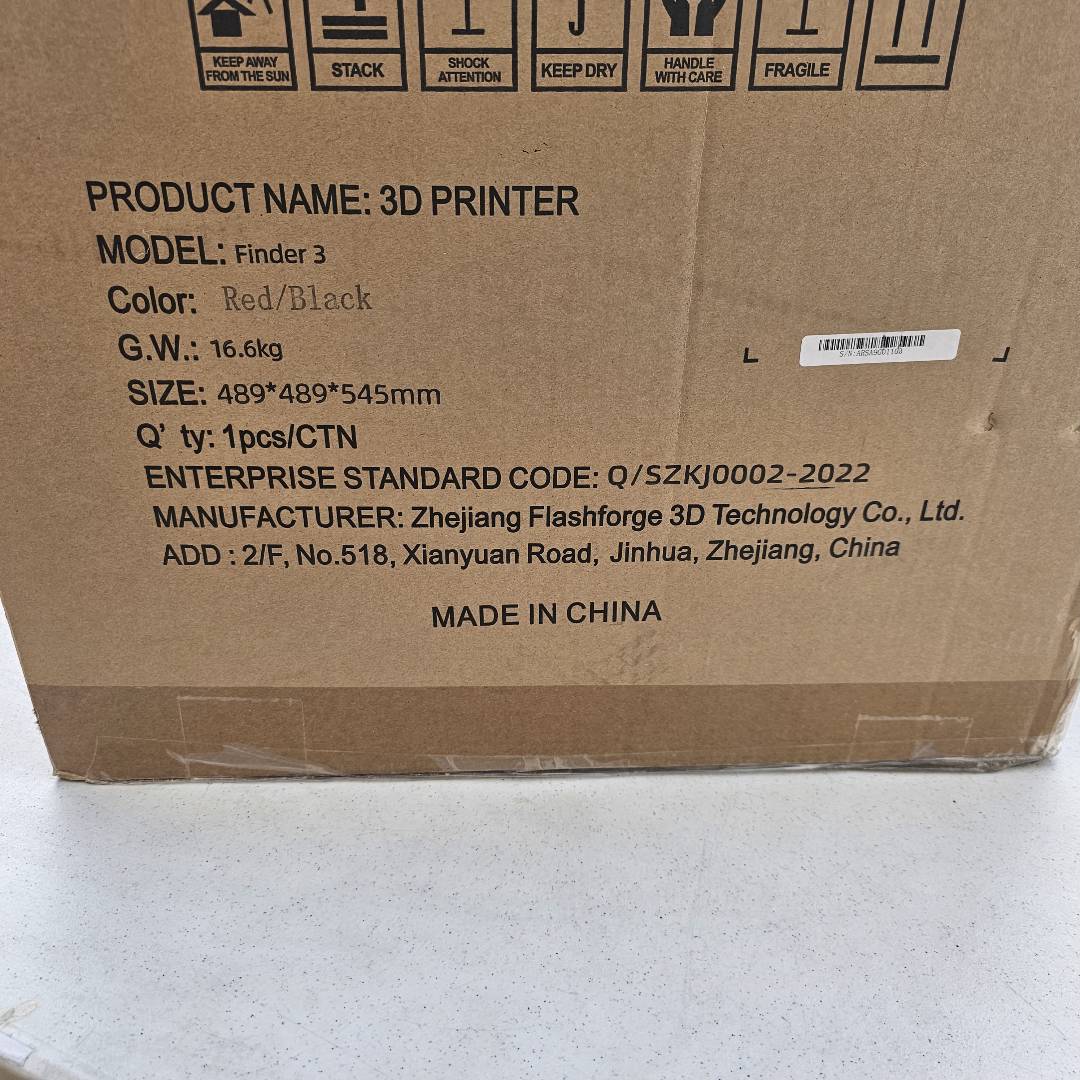 KEEP AWAY
FROM THE SUN
STACK
SHOCK
ATTENTION
KEEP DRY
HANDLE
WITH CARE
FRAGILE
PRODUCT NAME: 3D PRINTER
MODEL: Finder 3
Color: Red/Black
G.W.: 16.6kg
SIZE: 489*489*545mm
Q' ty: 1pcs/CTN
ENTERPRISE STANDARD CODE: Q/SZKJ0002-2022
MANUFACTURER: Zhejiang Flashforge 3D Technology Co., Ltd.
ADD : 2/F, No.518, Xianyuan Road, Jinhua, Zhejiang, China
MADE IN CHINA